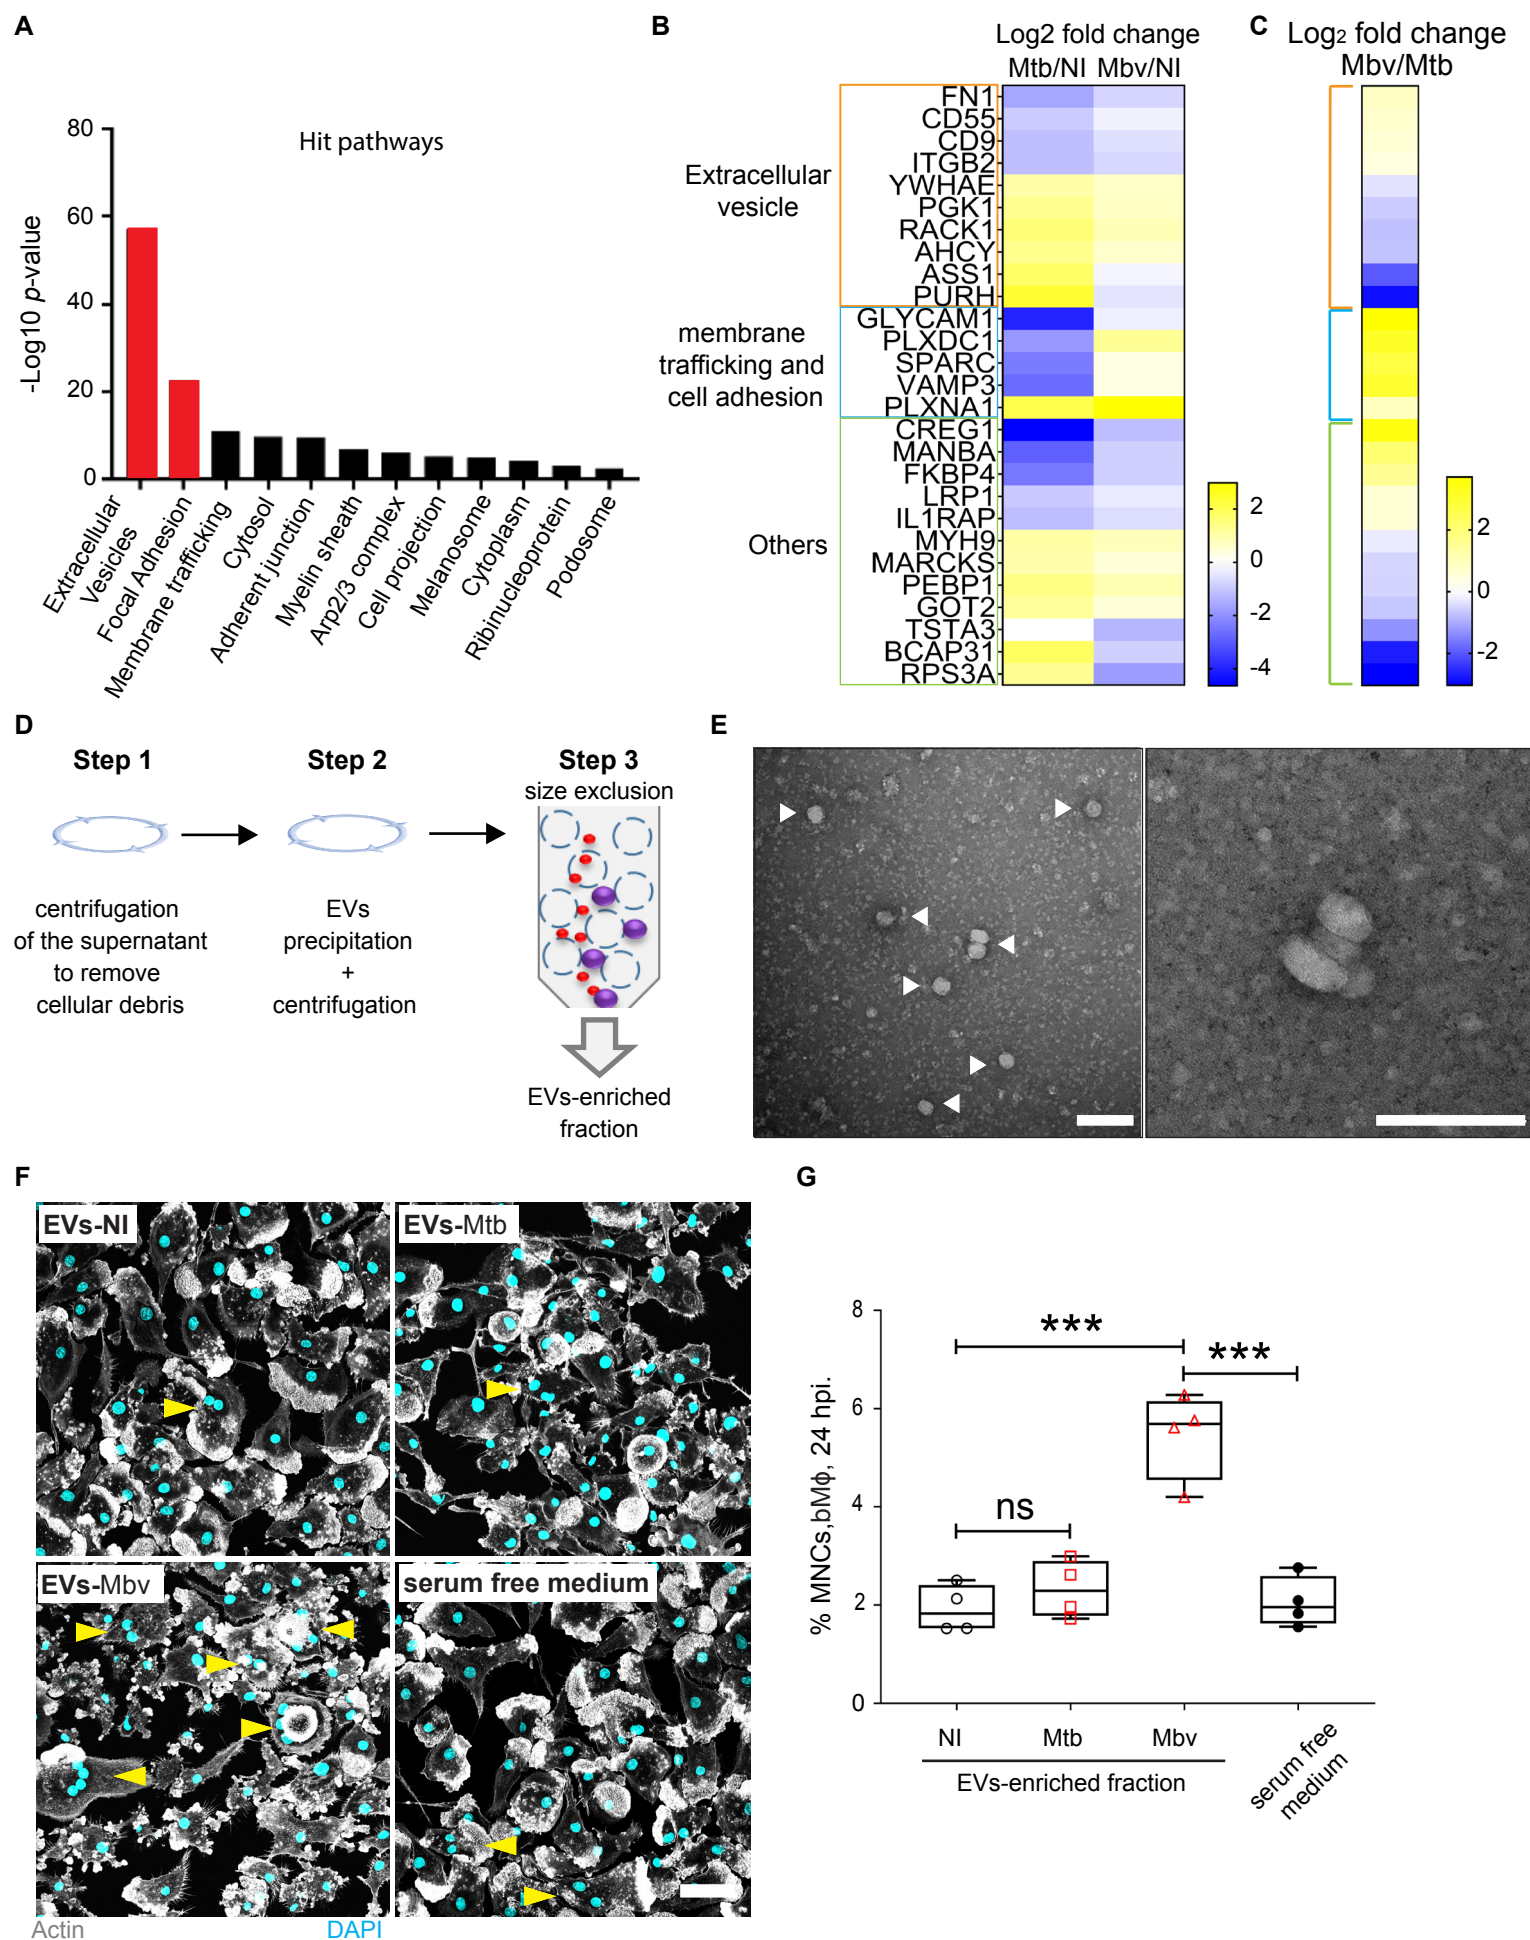 A
Hit pathways
-Log10 p-value
80
60
40
20
0
Extracellular
Vesicles
Focal Adhesion
Membrane trafficking
Cytosol
Adherent junction
Myelin sheath
Arp2/3 complex
Cell projection
Melanosome
Cytoplasm
Ribinucleoprotein
Podosome
B
Log2 fold change
Mtb/NI Mbv/NI
Extracellular
vesicle
FN1
CD55
CD9
ITGB2
YWHAE
PGK1
RACK1
AHCY
ASS1
PURH
membrane
trafficking and
cell adhesion
GLYCAM1
PLXDC1
SPARC
VAMP3
PLXNA1
Others
CREG1
MANBA
FKBP4
LRP1
IL1RAP
MYH9
MARCKS
PEBP1
GOT2
TSTA3
BCAP31
RPS3A
2
0
-2
-4
C
Log2 fold change
Mbv/Mtb
2
0
-2
D
Step 1
centrifugation
of the supernatant
to remove
cellular debris
Step 2
EVs
precipitation
+
centrifugation
Step 3
size exclusion
EVs-enriched
fraction
E
F
EVs-NI
EVs-Mtb
EVs-Mbv
serum free medium
Actin
DAPI
G
% MNCs,bMϕ, 24 hpi.
8
6
4
2
0
***
***
ns
NI
Mtb
Mbv
serum free
medium
EVs-enriched fraction